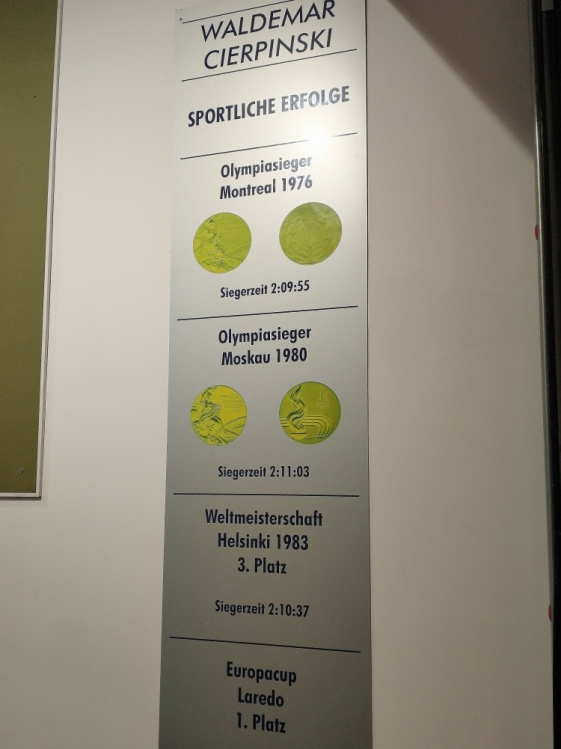 WALDEMAR
CIERPINSKI
SPORTLICHE ERFOLGE
Olympiasieger
Montreal 1976
Siegerzeit 2:09:55
Olympiasieger
Moskau 1980
Siegerzeit 2:11:03
Weltmeisterschaft
Helsinki 1983
3. Platz
Siegerzeit 2:10:37
Europacup
Laredo
1. Platz